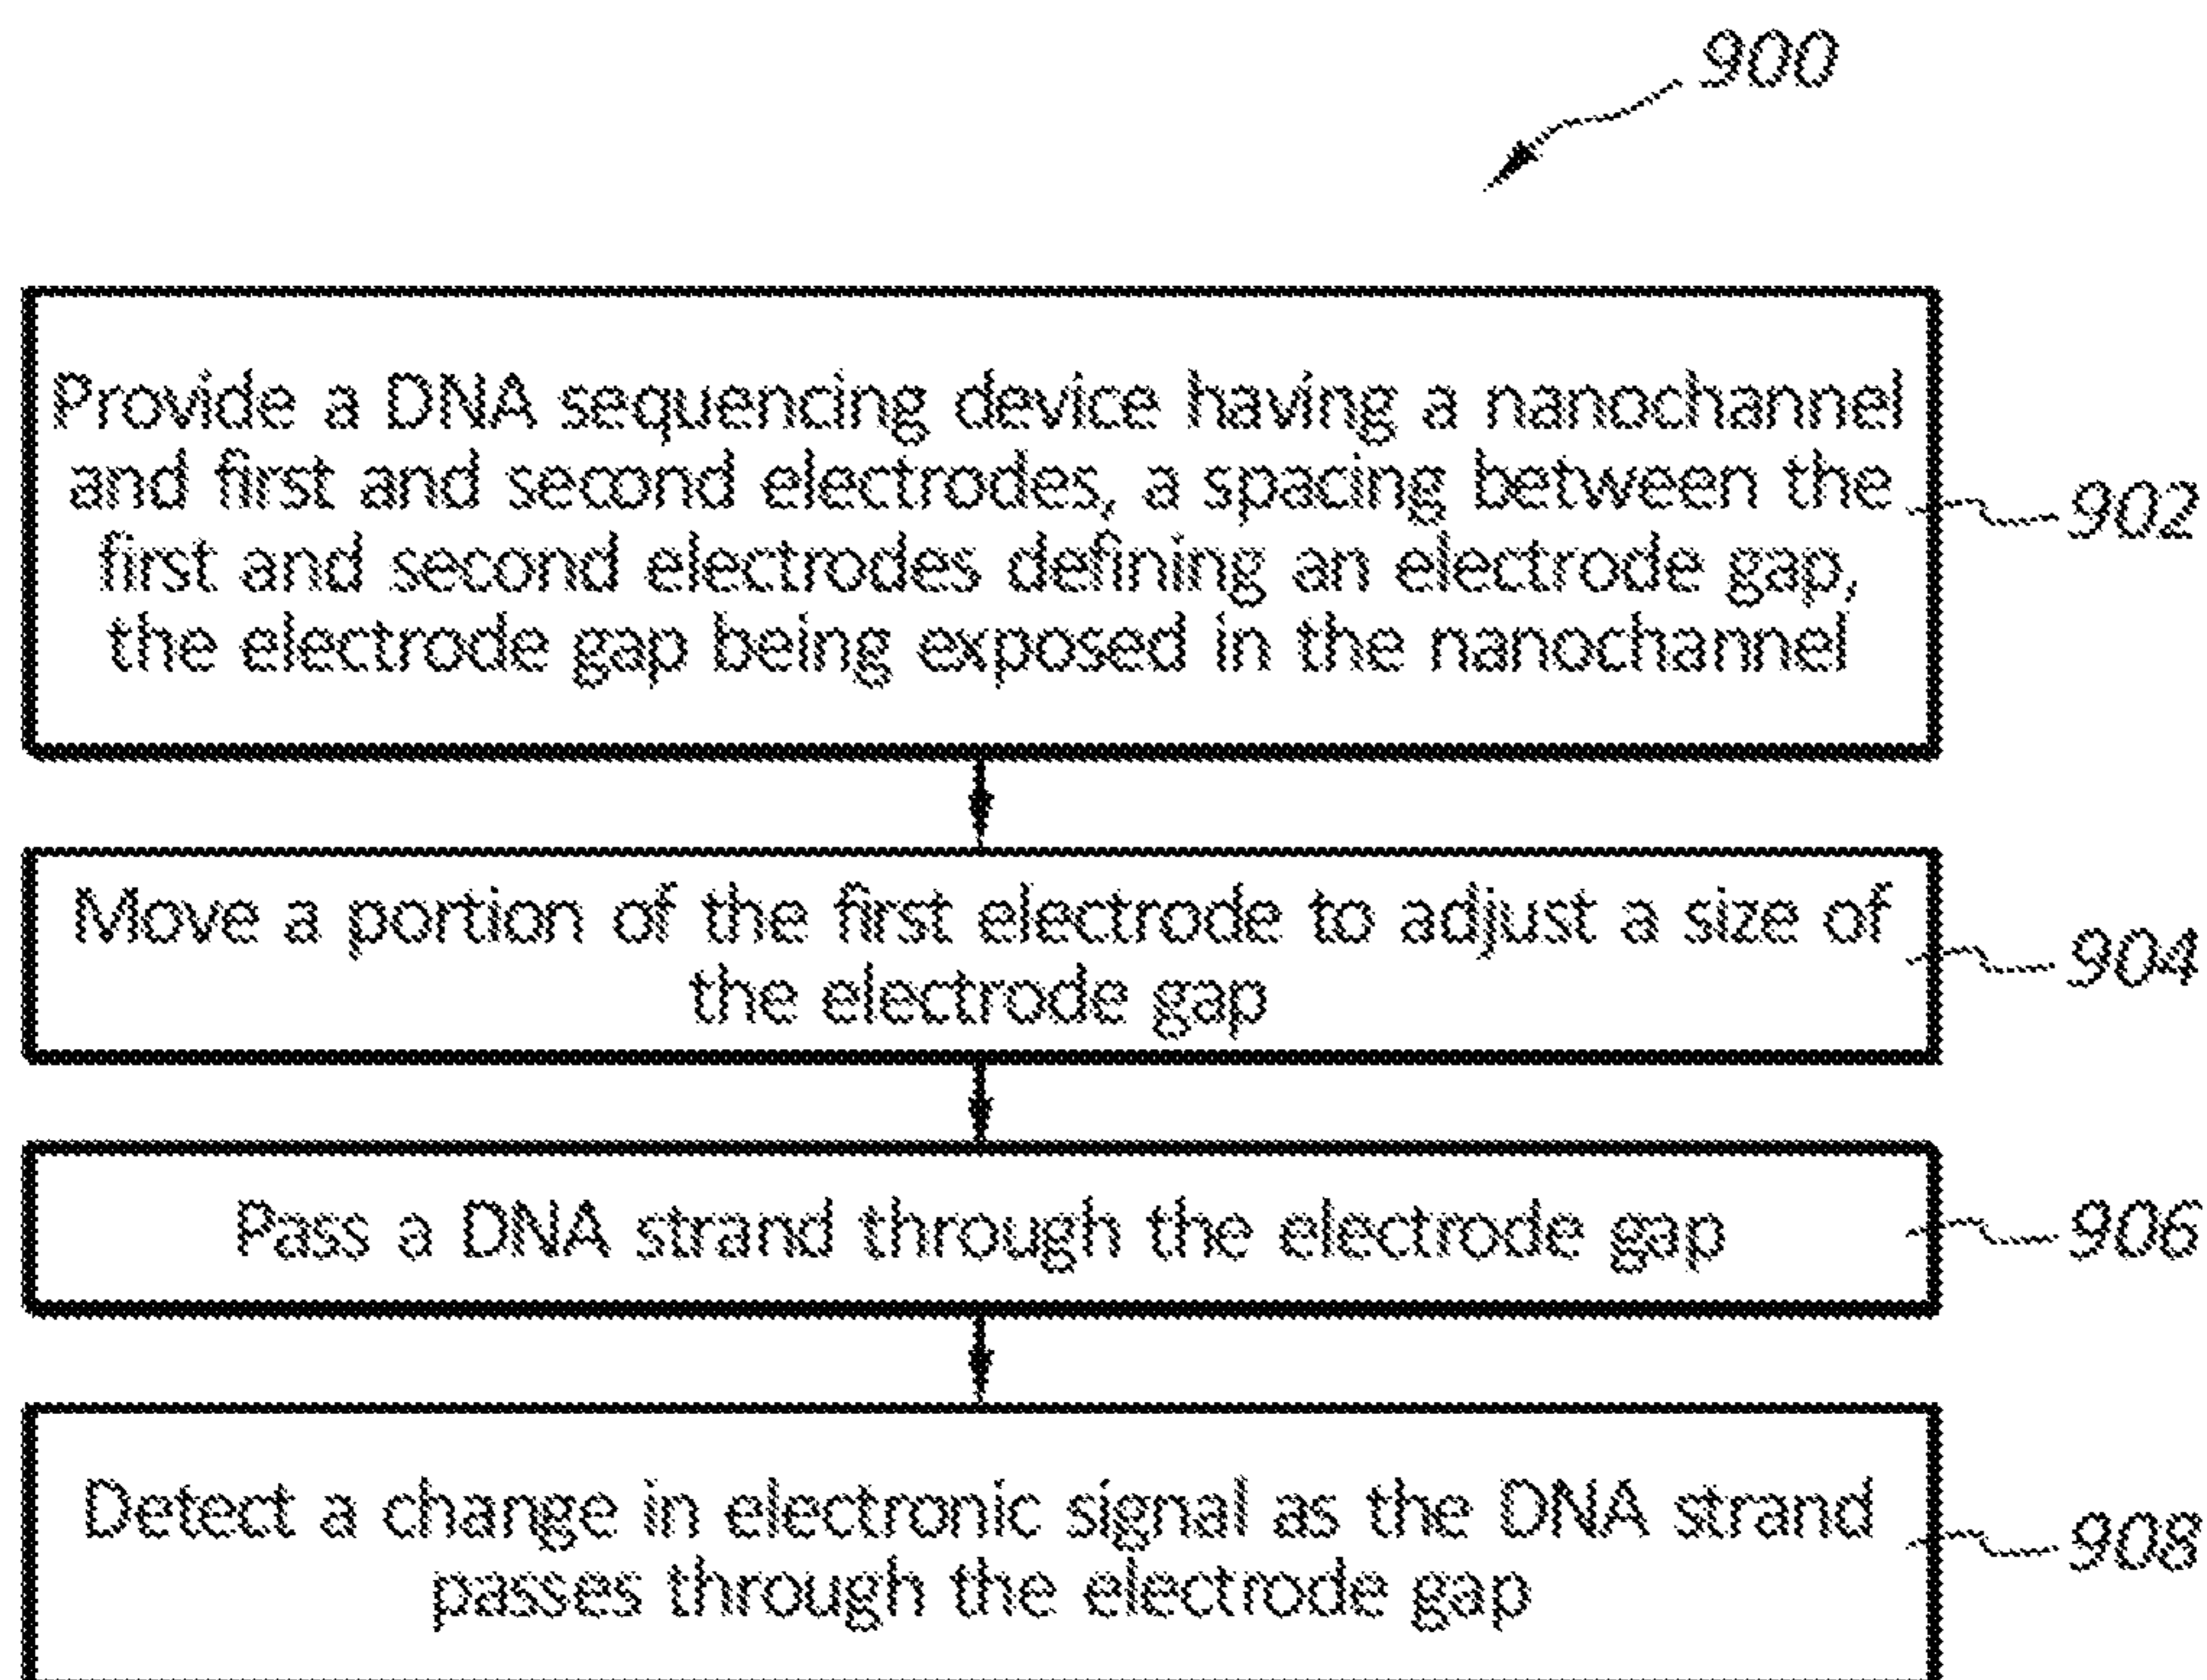 900
Provide a DNA sequencing device having a nanochannel
and first and second electrodes, a spacing between the
first and second electrodes defining an electrode gap,
the electrode gap being exposed in the nanochannel
902
Move a portion of the first electrode to adjust a size of
the electrode gap
904
Pass a DNA strand through the electrode gap
906
Detect a change in electronic signal as the DNA strand
passes through the electrode gap
908